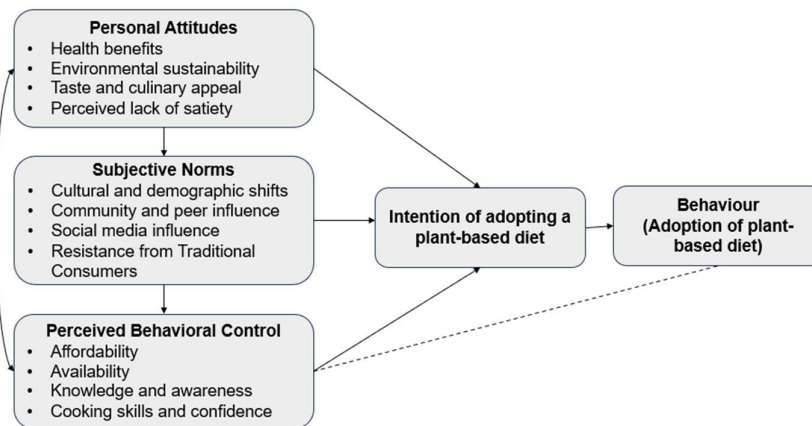 Personal Attitudes
• Health benefits
• Environmental sustainability
• Taste and culinary appeal
• Perceived lack of satiety
Subjective Norms
• Cultural and demographic shifts
• Community and peer influence
• Social media influence
• Resistance from Traditional
Consumers
Perceived Behavioral Control
• Affordability
• Availability
• Knowledge and awareness
• Cooking skills and confidence
Intention of adopting a
plant-based diet
Behaviour
(Adoption of plant-
based diet)